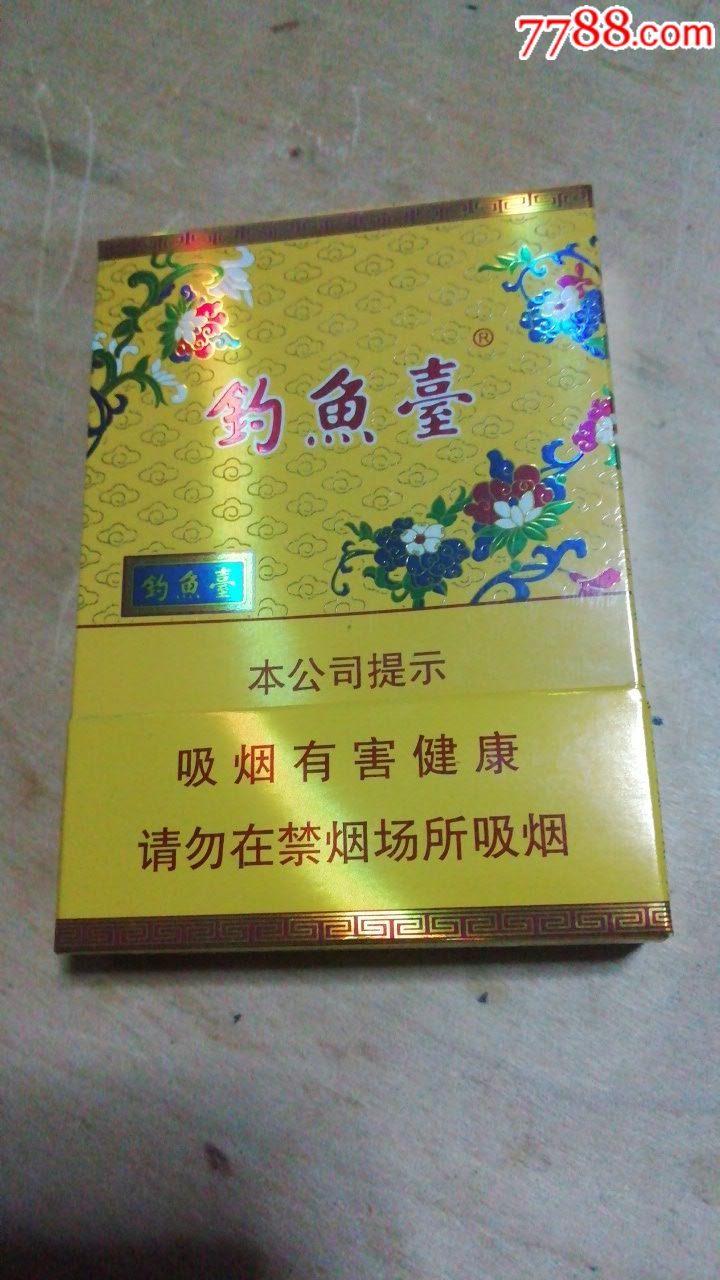 7788.com
釣魚臺®
釣魚臺
本公司提示
吸烟有害健康
请勿在禁烟场所吸烟